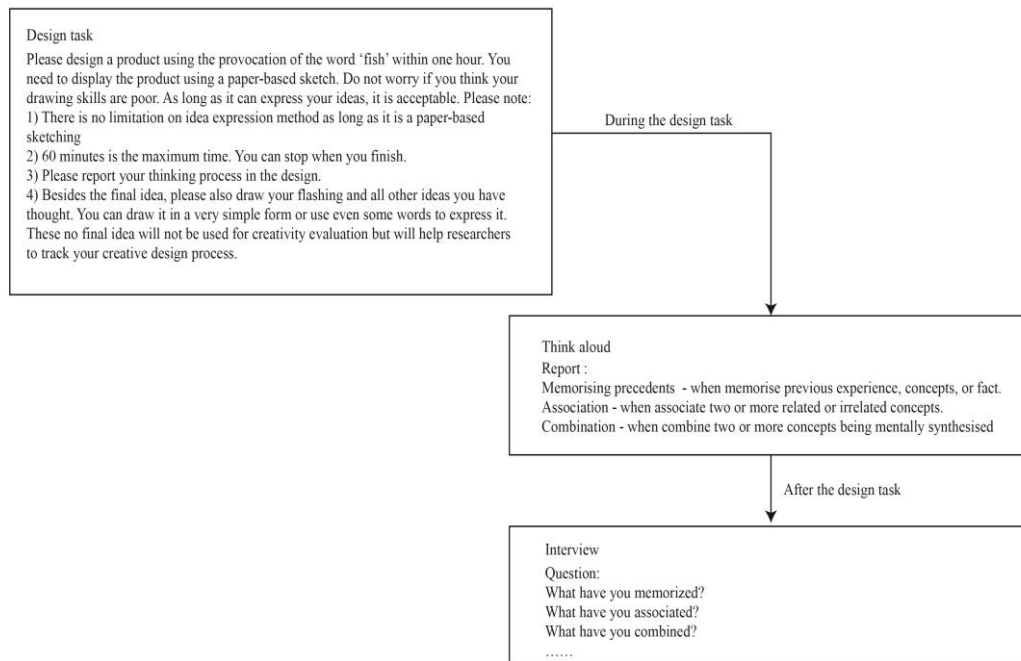 Design task
Please design a product using the provocation of the word ‘fish’ within one hour. You
need to display the product using a paper-based sketch. Do not worry if you think your
drawing skills are poor. As long as it can express your ideas, it is acceptable. Please note:
1) There is no limitation on idea expression method as long as it is a paper-based
sketching
2) 60 minutes is the maximum time. You can stop when you finish.
3) Please report your thinking process in the design.
4) Besides the final idea, please also draw your flashing and all other ideas you have
thought. You can draw it in a very simple form or use even some words to express it.
These no final idea will not be used for creativity evaluation but will help researchers
to track your creative design process.
During the design task
Think aloud
Report :
Memorising precedents - when memorise previous experience, concepts, or fact.
Association - when associate two or more related or irrelated concepts.
Combination - when combine two or more concepts being mentally synthesised
After the design task
Interview
Question:
What have you memorized?
What have you associated?
What have you combined?
......